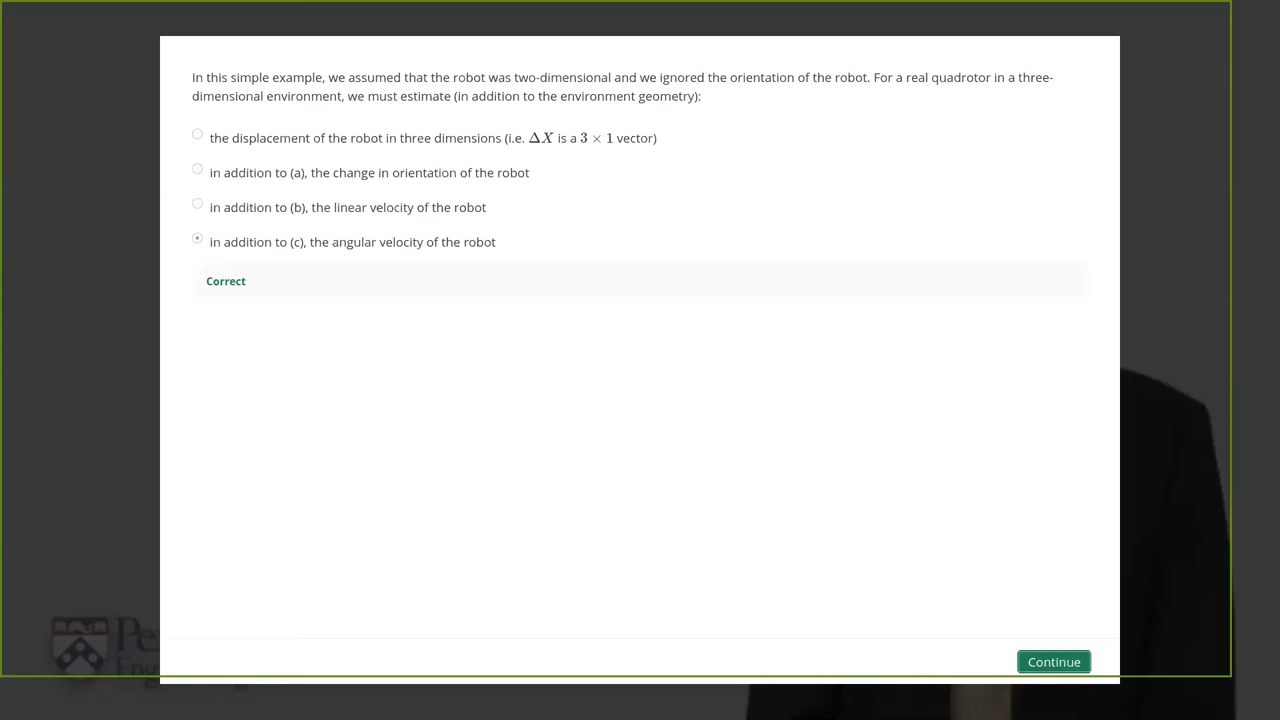 In this simple example, we assumed that the robot was two-dimensional and we ignored the orientation of the robot. For a real quadrotor in a three-
dimensional environment, we must estimate (in addition to the environment geometry):
the displacement of the robot in three dimensions (i.e. ΔX is a 3 × 1 vector)
in addition to (a), the change in orientation of the robot
in addition to (b), the linear velocity of the robot
in addition to (c), the angular velocity of the robot
Correct
Continue